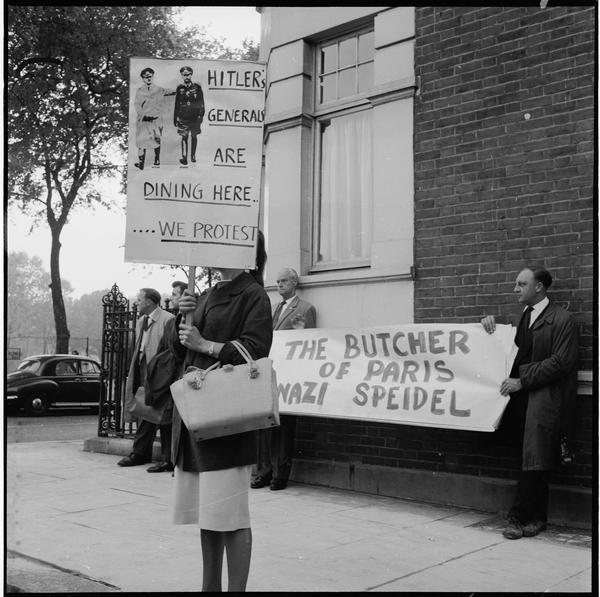 HITLER'S
GENERALS
ARE
DINING HERE..
....WE PROTEST
THE BUTCHER
OF PARIS
NAZI SPEIDEL